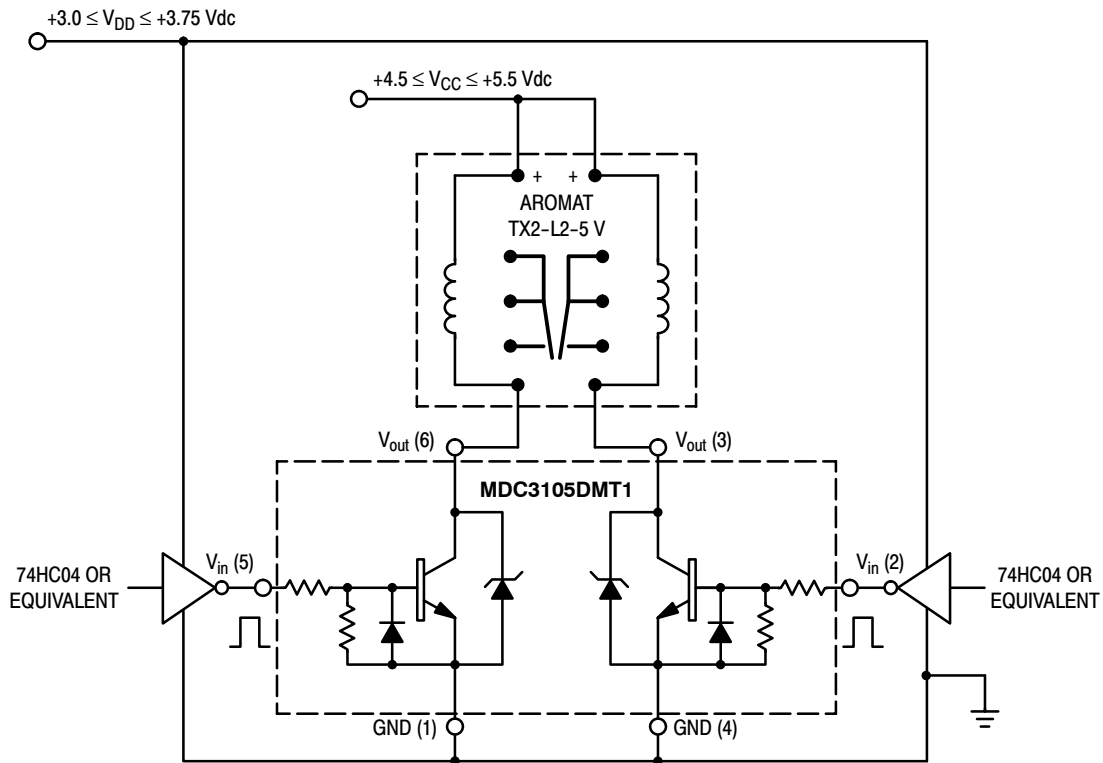 +3.0 ≤ VDD ≤ +3.75 Vdc
+4.5 ≤ VCC ≤ +5.5 Vdc
+ +
AROMAT
TX2–L2–5 V
Vout (6)
Vout (3)
MDC3105DMT1
74HC04 OR
EQUIVALENT
Vin (5)
Vin (2)
74HC04 OR
EQUIVALENT
GND (1)
GND (4)